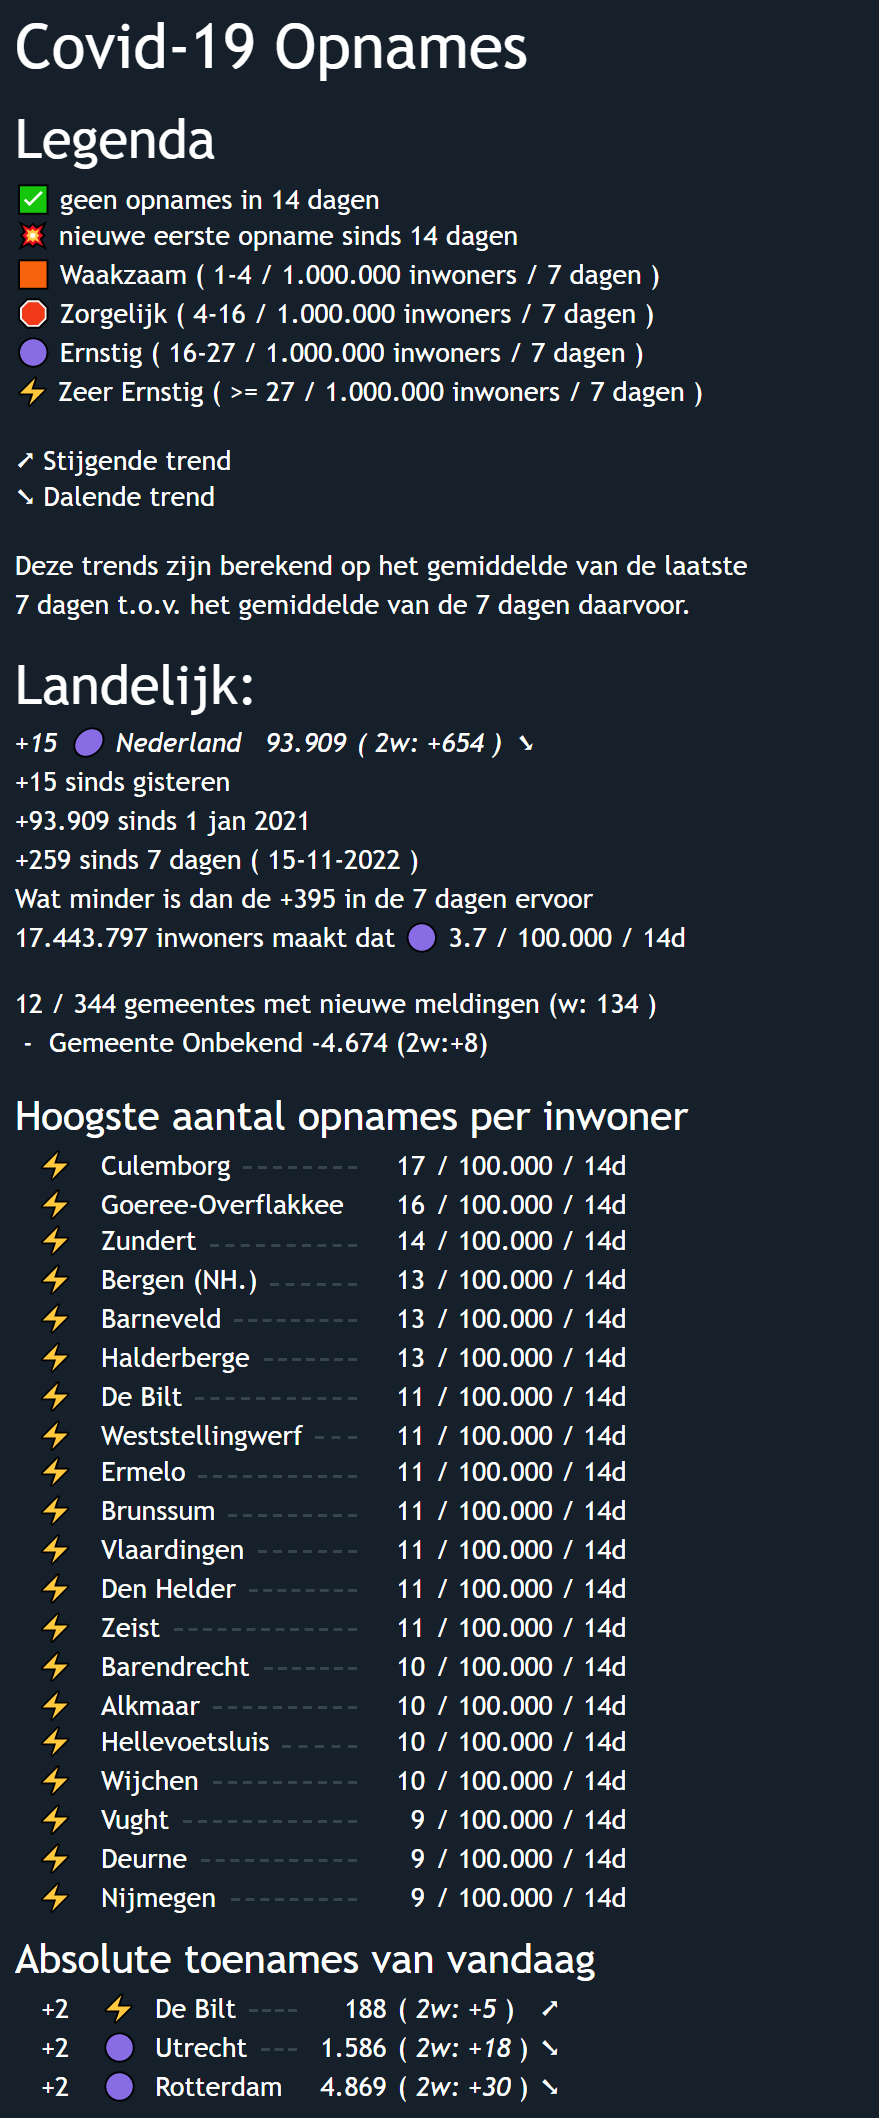 Covid-19 Opnames
Legenda
✅ geen opnames in 14 dagen
💥 nieuwe eerste opname sinds 14 dagen
🟧 Waakzaam ( 1-4 / 1.000.000 inwoners / 7 dagen )
🛑 Zorgelijk ( 4-16 / 1.000.000 inwoners / 7 dagen )
🟣 Ernstig ( 16-27 / 1.000.000 inwoners / 7 dagen )
⚡ Zeer Ernstig ( >= 27 / 1.000.000 inwoners / 7 dagen )
➚ Stijgende trend
➘ Dalende trend
Deze trends zijn berekend op het gemiddelde van de laatste
7 dagen t.o.v. het gemiddelde van de 7 dagen daarvoor.
Landelijk:
+15 🟣 Nederland 93.909 ( 2w: +654 ) ➘
+15 sinds gisteren
+93.909 sinds 1 jan 2021
+259 sinds 7 dagen ( 15-11-2022 )
Wat minder is dan de +395 in de 7 dagen ervoor
17.443.797 inwoners maakt dat 🟣 3.7 / 100.000 / 14d
12 / 344 gemeentes met nieuwe meldingen (w: 134 )
- Gemeente Onbekend -4.674 (2w:+8)
Hoogste aantal opnames per inwoner
⚡ Culemborg -------- 17 / 100.000 / 14d
⚡ Goeree-Overflakkee 16 / 100.000 / 14d
⚡ Zundert ---------- 14 / 100.000 / 14d
⚡ Bergen (NH.) ------ 13 / 100.000 / 14d
⚡ Barneveld --------- 13 / 100.000 / 14d
⚡ Halderberge ------- 13 / 100.000 / 14d
⚡ De Bilt ----------- 11 / 100.000 / 14d
⚡ Weststellingwerf --- 11 / 100.000 / 14d
⚡ Ermelo ----------- 11 / 100.000 / 14d
⚡ Brunssum --------- 11 / 100.000 / 14d
⚡ Vlaardingen ------- 11 / 100.000 / 14d
⚡ Den Helder -------- 11 / 100.000 / 14d
⚡ Zeist ------------- 11 / 100.000 / 14d
⚡ Barendrecht ------- 10 / 100.000 / 14d
⚡ Alkmaar ---------- 10 / 100.000 / 14d
⚡ Hellevoetsluis ----- 10 / 100.000 / 14d
⚡ Wijchen ---------- 10 / 100.000 / 14d
⚡ Vught ------------ 9 / 100.000 / 14d
⚡ Deurne ----------- 9 / 100.000 / 14d
⚡ Nijmegen --------- 9 / 100.000 / 14d
Absolute toenames van vandaag
+2 ⚡ De Bilt ---- 188 ( 2w: +5 ) ➚
+2 🟣 Utrecht --- 1.586 ( 2w: +18 ) ➘
+2 🟣 Rotterdam 4.869 ( 2w: +30 ) ➘